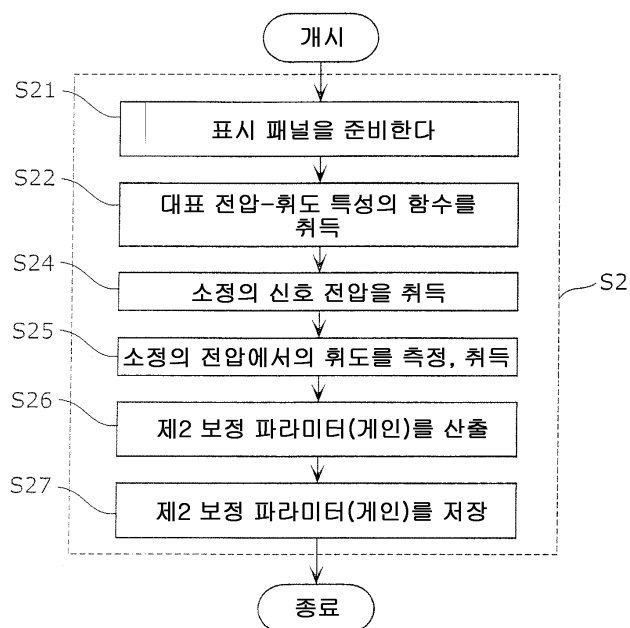 개시
S21
표시 패널을 준비한다
S22
대표 전압-휘도 특성의 함수를
취득
S24
소정의 신호 전압을 취득
S2
S25
소정의 전압에서의 휘도를 측정, 취득
S26
제2 보정 파라미터(게인)를 산출
S27
제2 보정 파라미터(게인)를 저장
종료